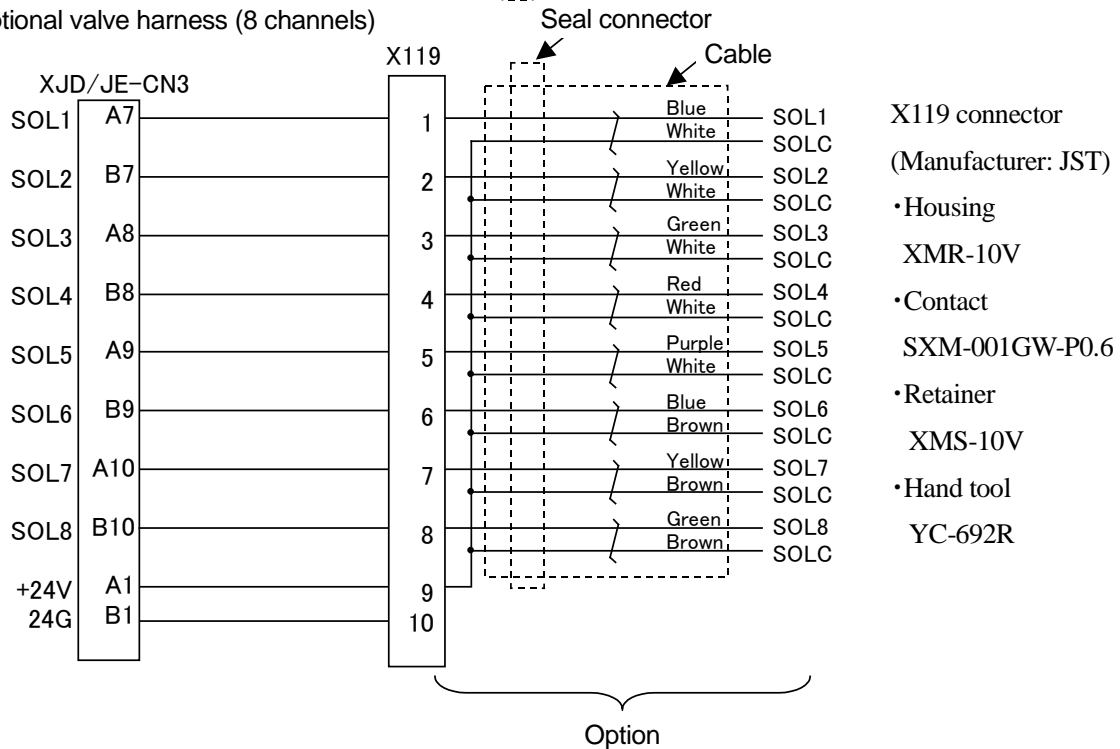 tional valve harness (8 channels)
Seal connector
Cable
X119
XJD/JE-CN3
SOL1 A7 1 Blue SOL1
White SOLC
SOL2 B7 2 Yellow SOL2
White SOLC
SOL3 A8 3 Green SOL3
White SOLC
SOL4 B8 4 Red SOL4
White SOLC
SOL5 A9 5 Purple SOL5
White SOLC
SOL6 B9 6 Blue SOL6
Brown SOLC
SOL7 A10 7 Yellow SOL7
Brown SOLC
SOL8 B10 8 Green SOL8
Brown SOLC
+24V A1 9
24G B1 10
Option
X119 connector
(Manufacturer: JST)
・Housing
XMR-10V
・Contact
SXM-001GW-P0.6
・Retainer
XMS-10V
・Hand tool
YC-692R